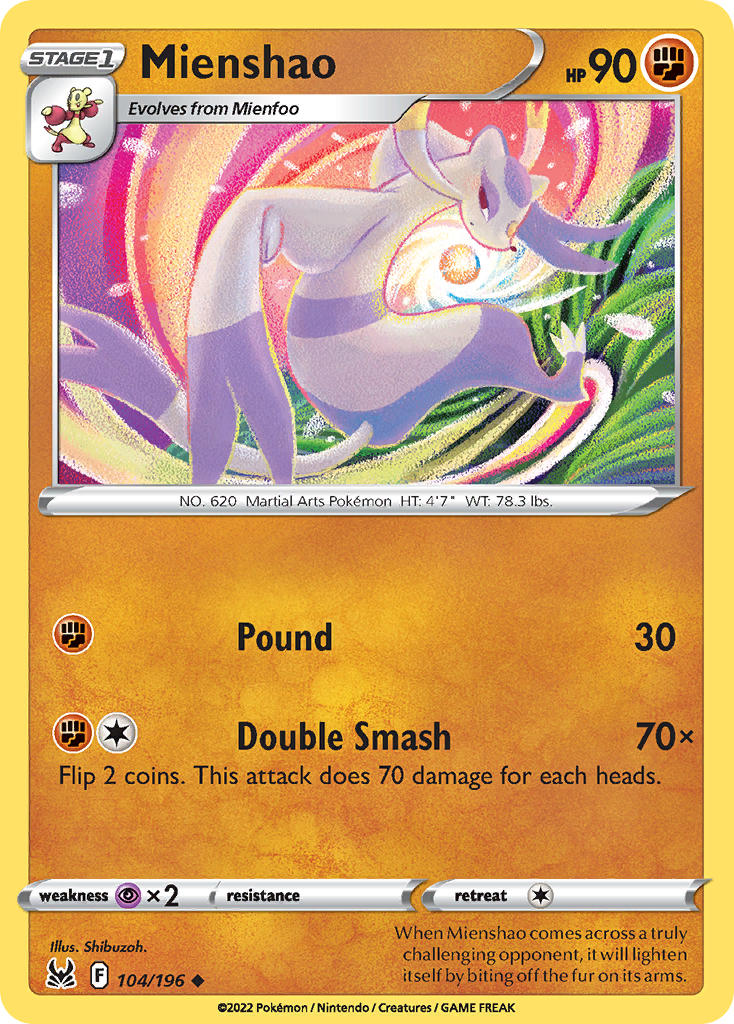 STAGE1
Mienshao
HP 90
Evolves from Mienfoo
NO. 620 Martial Arts Pokémon HT: 4'7" WT: 78.3 lbs.
Pound 30
Double Smash 70×
Flip 2 coins. This attack does 70 damage for each heads.
weakness ×2 resistance retreat
Illus. Shibuzoh.
When Mienshao comes across a truly
challenging opponent, it will lighten
itself by biting off the fur on its arms.
F 104/196
©2022 Pokémon / Nintendo / Creatures / GAME FREAK